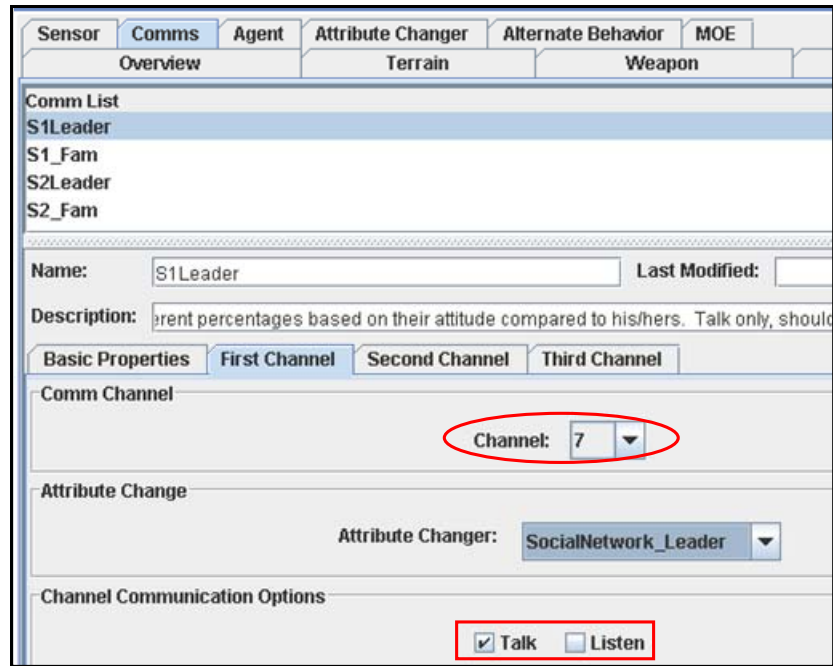 Sensor Comms Agent Attribute Changer Alternate Behavior MOE
Overview Terrain Weapon
Comm List
S1Leader
S1_Fam
S2Leader
S2_Fam
Name: S1Leader Last Modified:
Description: erent percentages based on their attitude compared to his/hers. Talk only, should
Basic Properties First Channel Second Channel Third Channel
Comm Channel
Channel: 7
Attribute Change
Attribute Changer: SocialNetwork_Leader
Channel Communication Options
Talk Listen